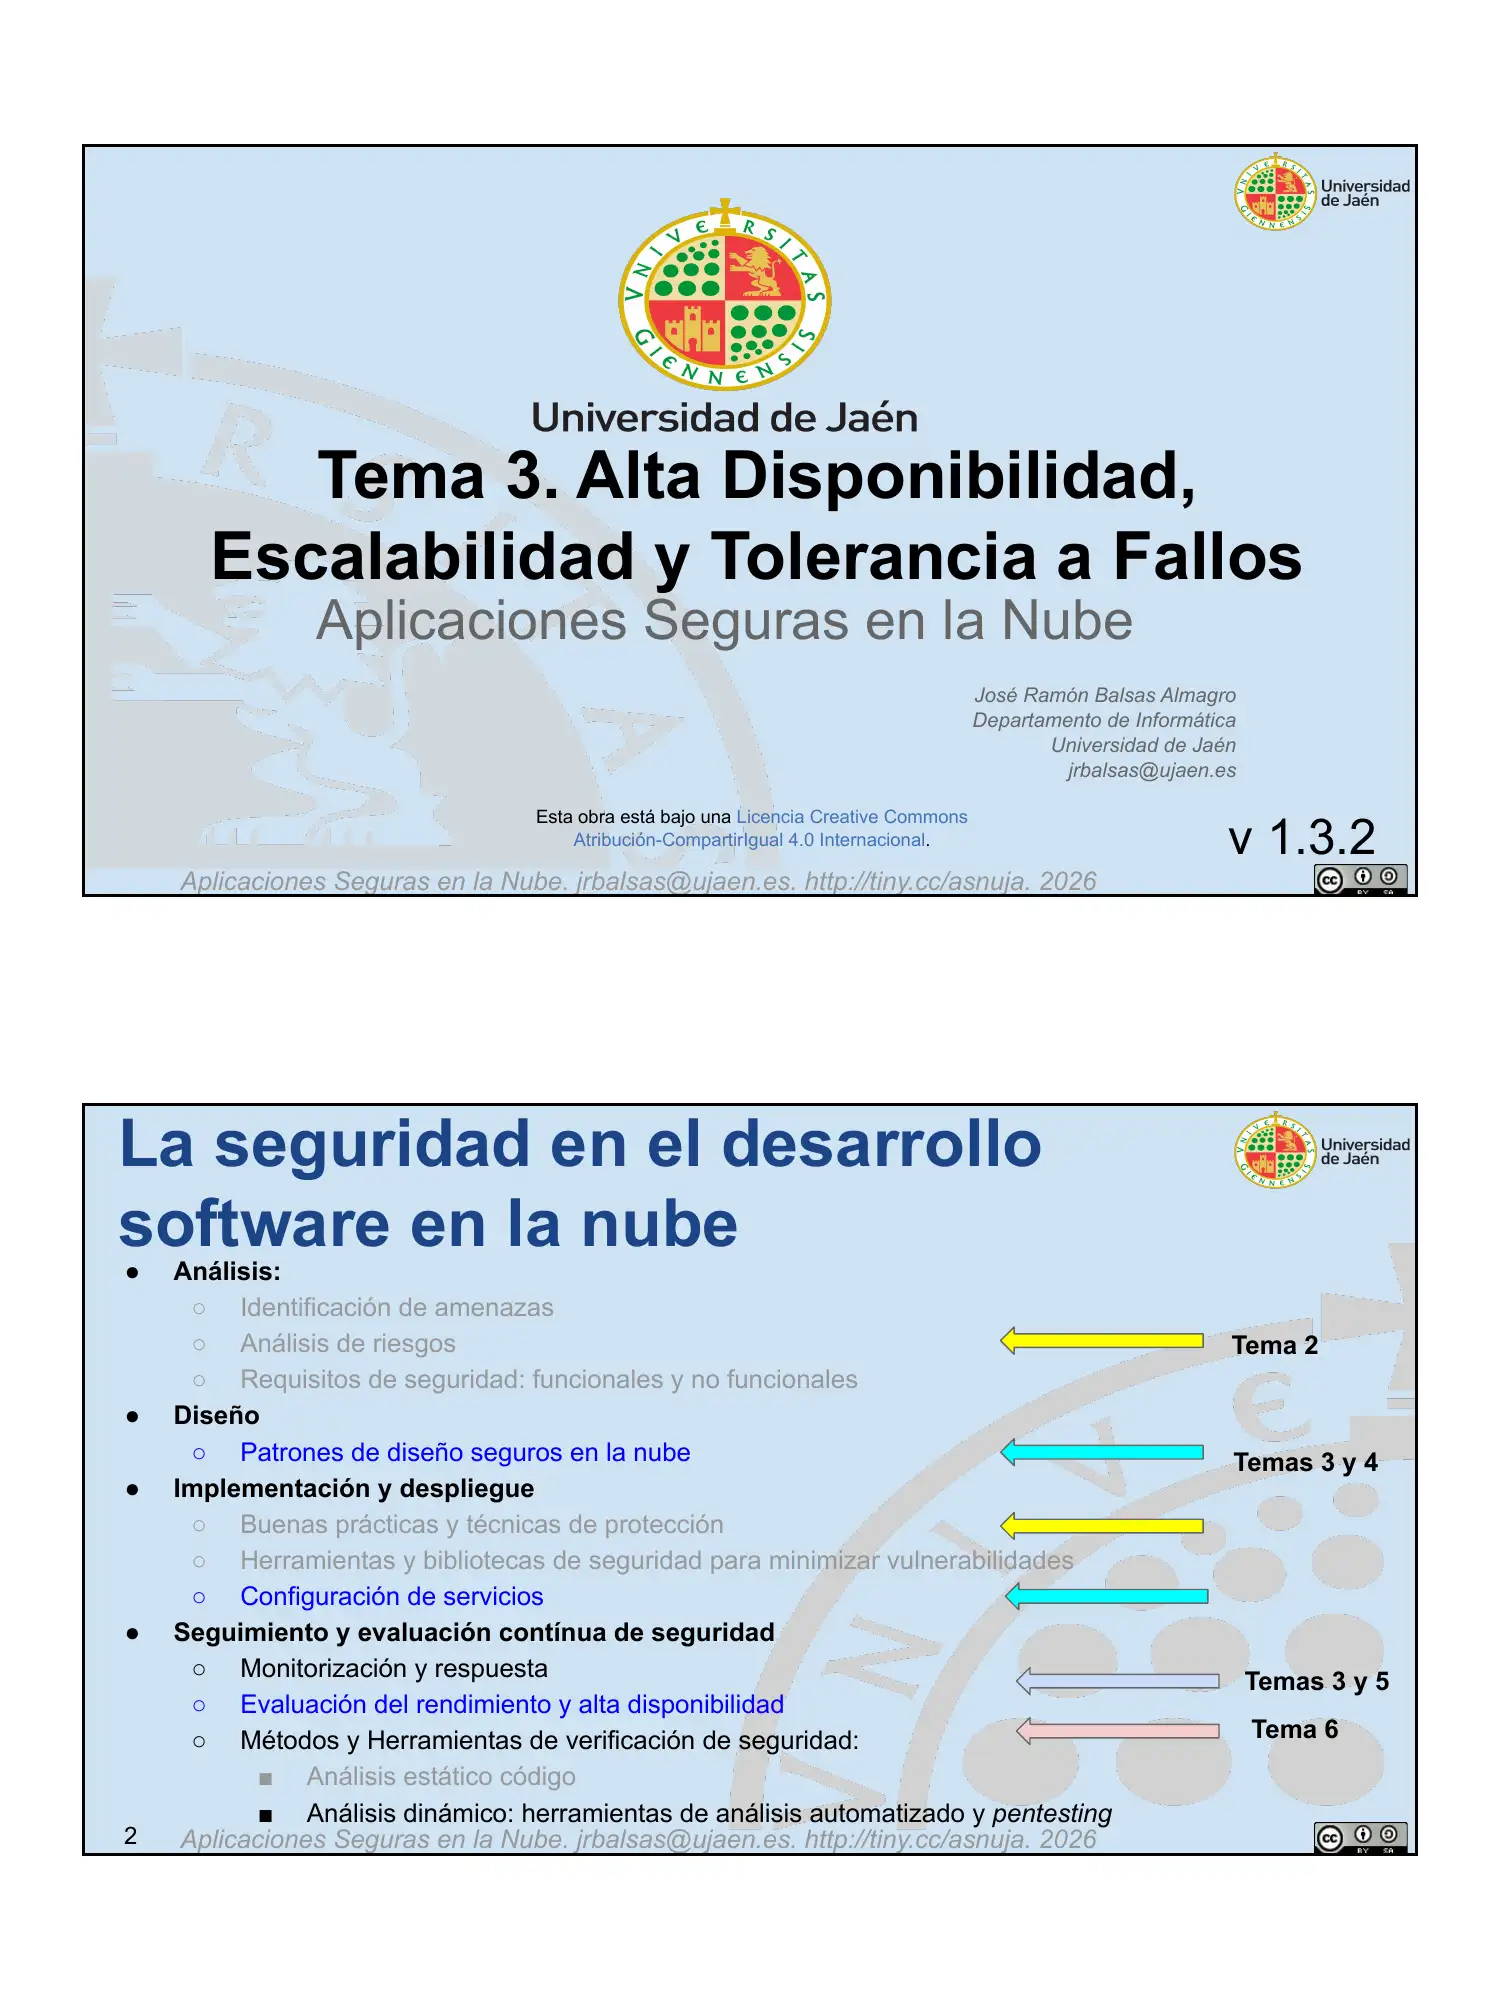 Universidad
de Jaén
VNIVERSITAS GIENNENSIS
Universidad de Jaén
Tema 3. Alta Disponibilidad,
Escalabilidad y Tolerancia a Fallos
Aplicaciones Seguras en la Nube
José Ramón Balsas Almagro
Departamento de Informática
Universidad de Jaén
jrbalsas@ujaen.es
Esta obra está bajo una Licencia Creative Commons
Atribución-CompartirIgual 4.0 Internacional.
v 1.3.2
Aplicaciones Seguras en la Nube. jrbalsas@ujaen.es. http://tiny.cc/asnuja. 2026
cc BY SA
La seguridad en el desarrollo
software en la nube
Universidad
de Jaén
● Análisis:
○ Identificación de amenazas
○ Análisis de riesgos
Tema 2
○ Requisitos de seguridad: funcionales y no funcionales
● Diseño
○ Patrones de diseño seguros en la nube
Temas 3 y 4
● Implementación y despliegue
○ Buenas prácticas y técnicas de protección
○ Herramientas y bibliotecas de seguridad para minimizar vulnerabilidades
○ Configuración de servicios
● Seguimiento y evaluación contínua de seguridad
○ Monitorización y respuesta
Temas 3 y 5
○ Evaluación del rendimiento y alta disponibilidad
Tema 6
○ Métodos y Herramientas de verificación de seguridad:
■ Análisis estático código
■ Análisis dinámico: herramientas de análisis automatizado y pentesting
2
Aplicaciones Seguras en la Nube. jrbalsas@ujaen.es. http://tiny.cc/asnuja. 2026
cc BY SA